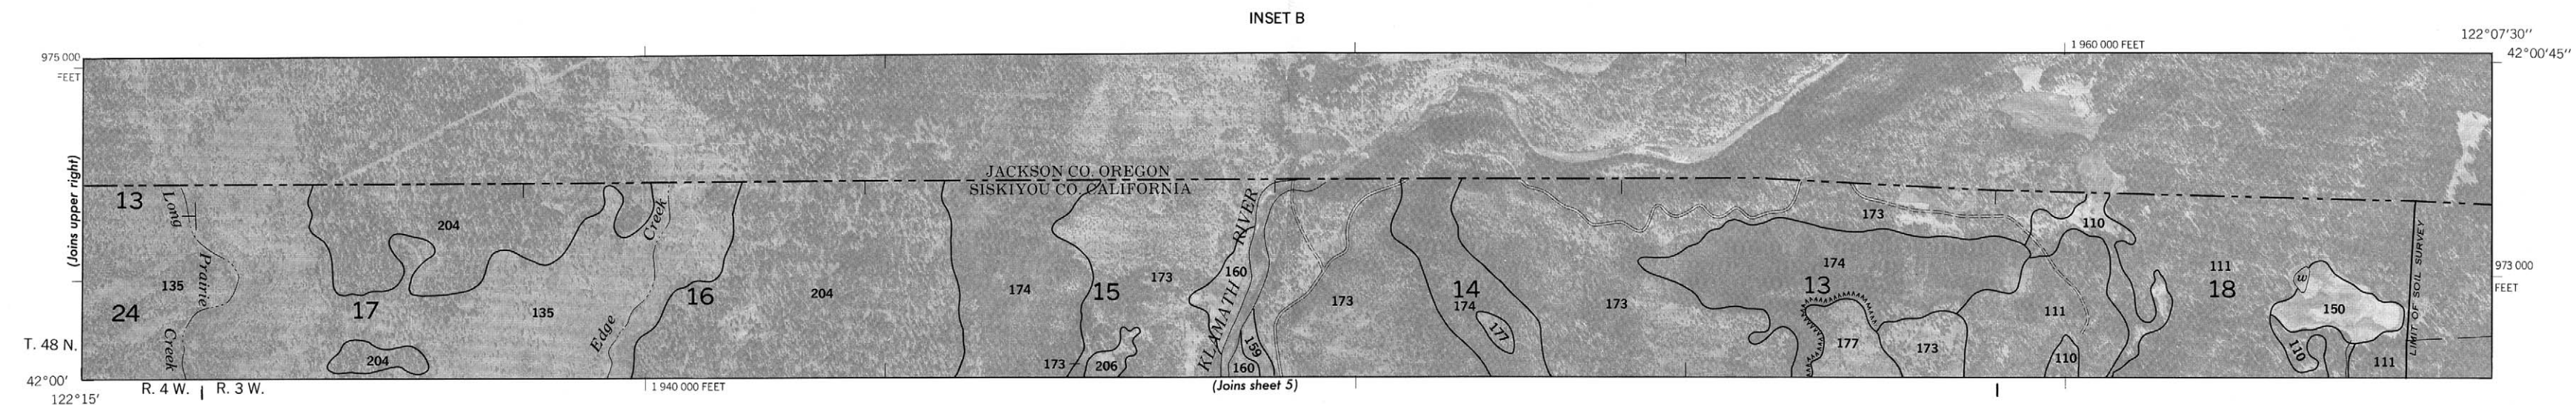 INSET B
122°07'30"
975 000
FEET
1 960 000 FEET
42°00'45"
(Joins upper right)
JACKSON CO. OREGON
SISKIYOU CO. CALIFORNIA
13
Long
Prairie
Creek
204
Creek
Edge
KLAMATH RIVER
173
110
135
24
17
135
16
204
174
15
173
160
173
14
174
177
173
174
13
111
111
18
w
150
973 000
FEET
LIMIT OF SOIL SURVEY
T. 48 N.
204
173
206
159
160
177
173
110
110
111
42°00'
122°15'
R. 4 W. | R. 3 W.
1 940 000 FEET
(Joins sheet 5)